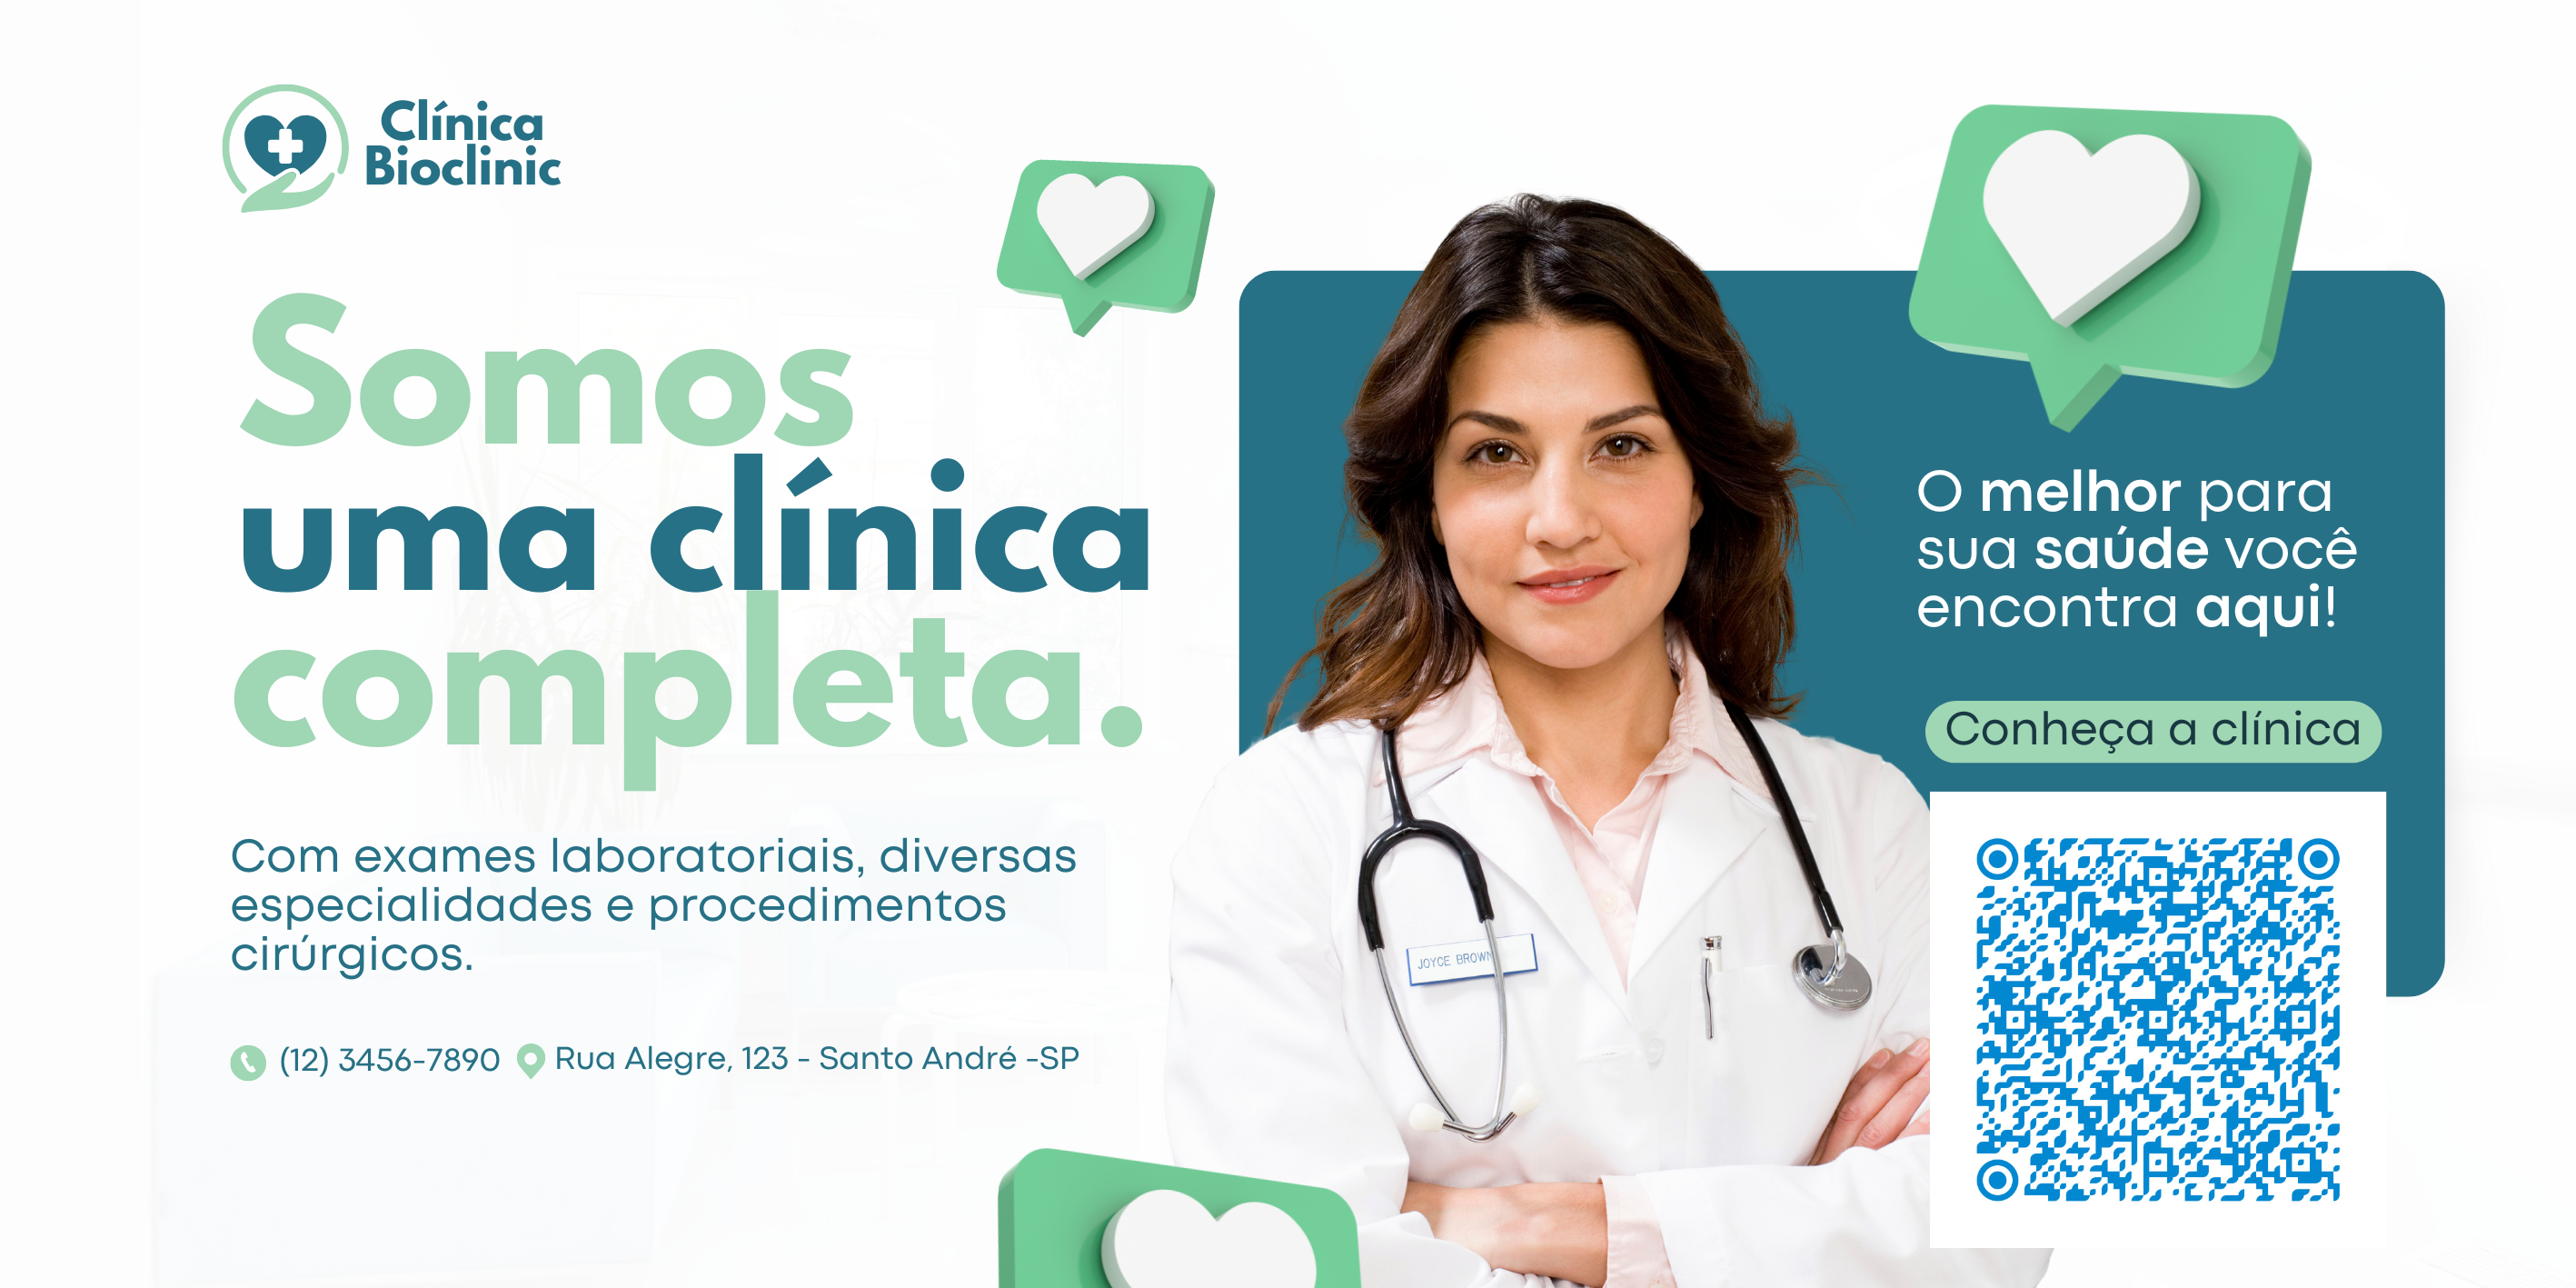 Clínica
Bioclinic
Somos
uma clínica
completa.
Com exames laboratoriais, diversas
especialidades e procedimentos
cirúrgicos.
(12) 3456-7890 Rua Alegre, 123 - Santo André -SP
JOYCE BROWN
O melhor para
sua saúde você
encontra aqui!
Conheça a clínica